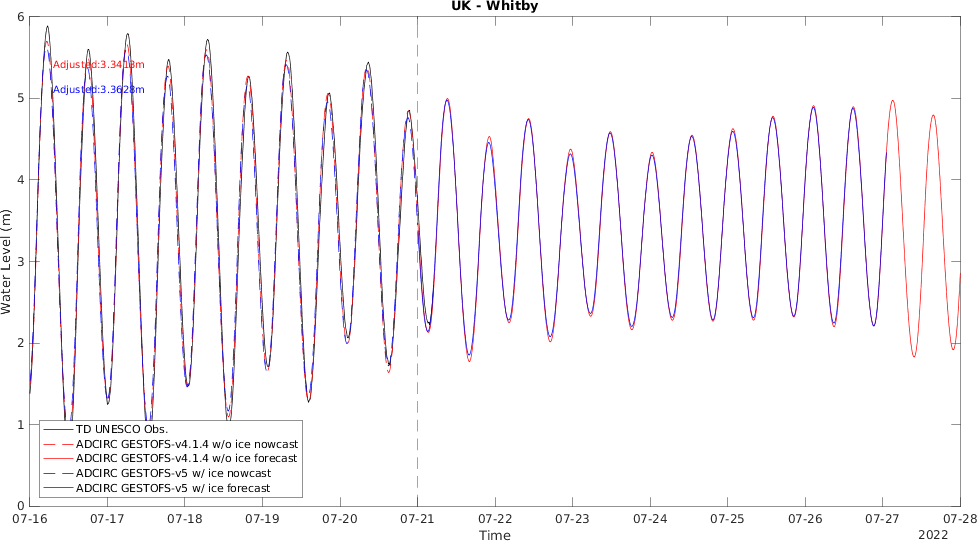 UK - Whitby
6
5
4
3
2
1
0
Water Level (m)
Adjusted:3.3413m
Adjusted:3.3628m
TD UNESCO Obs.
ADCIRC GESTOFS-v4.1.4 w/o ice nowcast
ADCIRC GESTOFS-v4.1.4 w/o ice forecast
ADCIRC GESTOFS-v5 w/ ice nowcast
ADCIRC GESTOFS-v5 w/ ice forecast
07-16 07-17 07-18 07-19 07-20 07-21 07-22 07-23 07-24 07-25 07-26 07-27 07-28
Time
2022